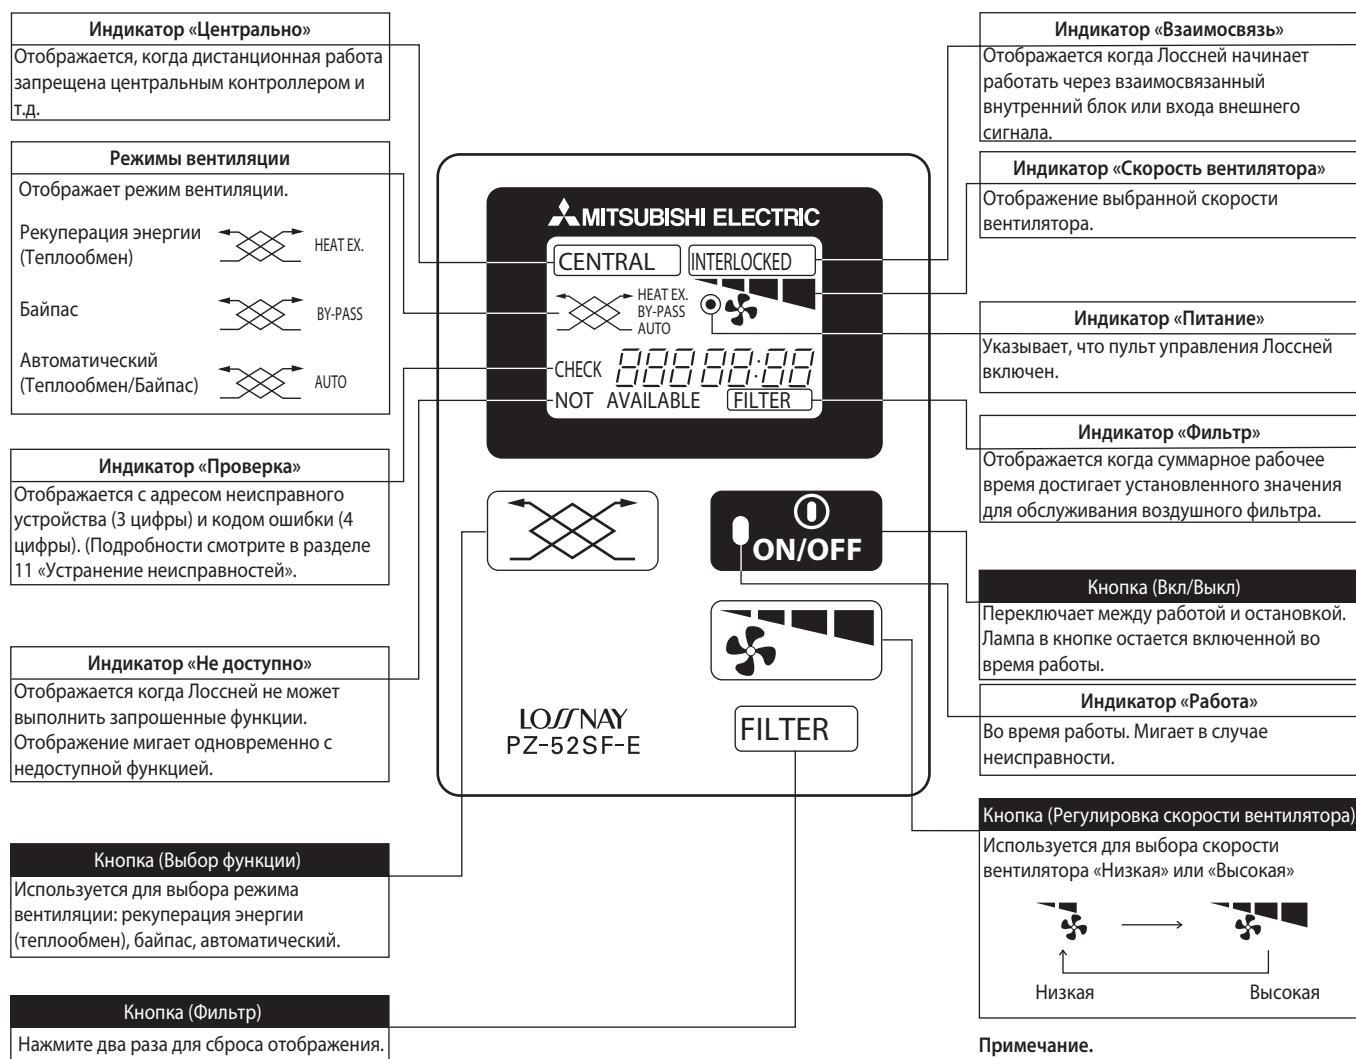 Индикатор «Центрально»
Отображается, когда дистанционная работа
запрещена центральным контроллером и
т.д.
Режимы вентиляции
Отображает режим вентиляции.
Рекуперация энергии
(Теплообмен)
HEAT EX.
Байпас
BY-PASS
Автоматический
(Теплообмен/Байпас)
AUTO
Индикатор «Проверка»
Отображается с адресом неисправного
устройства (3 цифры) и кодом ошибки (4
цифры). (Подробности смотрите в разделе
11 «Устранение неисправностей».
Индикатор «Не доступно»
Отображается когда Лоссней не может
выполнить запрошенные функции.
Отображение мигает одновременно с
недоступной функцией.
Кнопка (Выбор функции)
Используется для выбора режима
вентиляции: рекуперация энергии
(теплообмен), байпас, автоматический.
Кнопка (Фильтр)
Нажмите два раза для сброса отображения.
MITSUBISHI ELECTRIC
CENTRAL INTERLOCKED
HEAT EX.
BY-PASS
AUTO
CHECK 888 88:88
NOT AVAILABLE FILTER
ON/OFF
LOSSNAY
PZ-52SF-E
FILTER
Индикатор «Взаимосвязь»
Отображается когда Лоссней начинает
работать через взаимосвязанный
внутренний блок или входа внешнего
сигнала.
Индикатор «Скорость вентилятора»
Отображение выбранной скорости
вентилятора.
Индикатор «Питание»
Указывает, что пульт управления Лоссней
включен.
Индикатор «Фильтр»
Отображается когда суммарное рабочее
время достигает установленного значения
для обслуживания воздушного фильтра.
Кнопка (Вкл/Выкл)
Переключает между работой и остановкой.
Лампа в кнопке остается включенной во
время работы.
Индикатор «Работа»
Во время работы. Мигает в случае
неисправности.
Кнопка (Регулировка скорости вентилятора)
Используется для выбора скорости
вентилятора «Низкая» или «Высокая»
Низкая Высокая
Примечание.